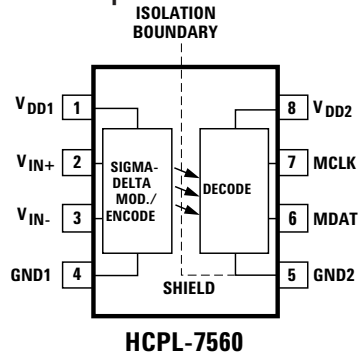 ISOLATION
BOUNDARY
VDD1 1
8 VDD2
VIN+ 2
7 MCLK
SIGMA-
DELTA
MOD./
ENCODE
DECODE
VIN- 3
6 MDAT
GND1 4
5 GND2
SHIELD
HCPL-7560